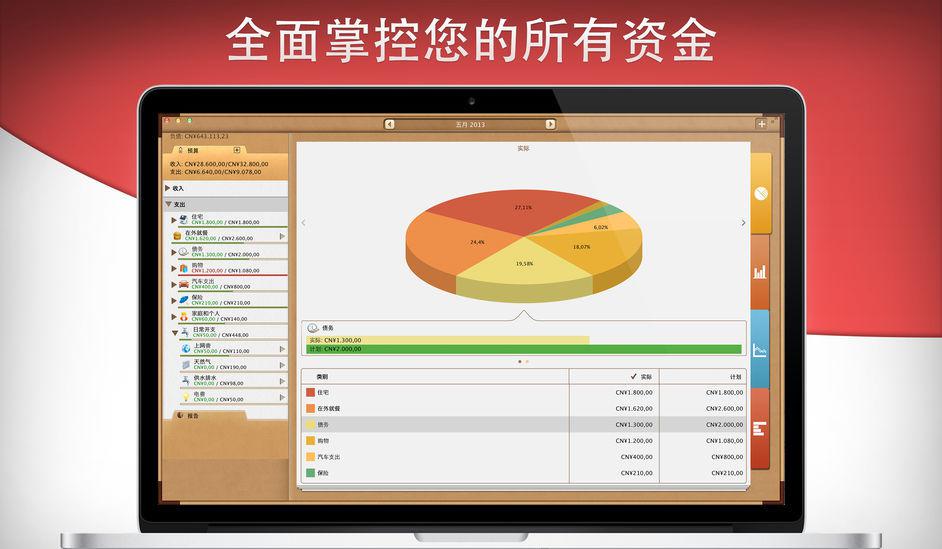 全面掌控您的所有资金
五月 2013
负债: CN¥643.113,23
预算
收入: CN¥28.600,00/CN¥32.800,00
支出: CN¥6.640,00/CN¥9.078,00
收入
支出
住宅
CN¥1.800,00 / CN¥1.800,00
在外就餐
CN¥1.620,00 / CN¥2.600,00
债务
CN¥1.300,00 / CN¥2.000,00
购物
CN¥1.200,00 / CN¥1.080,00
汽车支出
CN¥400,00 / CN¥800,00
保险
CN¥210,00 / CN¥210,00
家庭和个人
CN¥60,00 / CN¥140,00
日常开支
CN¥50,00 / CN¥448,00
上网费
CN¥50,00 / CN¥110,00
天然气
CN¥0,00 / CN¥190,00
供水排水
CN¥0,00 / CN¥98,00
电费
CN¥0,00 / CN¥50,00
报告
实际
27,11%
6,02%
24,4%
18,07%
19,58%
债务
实际: CN¥1.300,00
计划: CN¥2.000,00
类别 实际 计划
住宅 CN¥1.800,00 CN¥1.800,00
在外就餐 CN¥1.620,00 CN¥2.600,00
债务 CN¥1.300,00 CN¥2.000,00
购物 CN¥1.200,00 CN¥1.080,00
汽车支出 CN¥400,00 CN¥800,00
保险 CN¥210,00 CN¥210,00